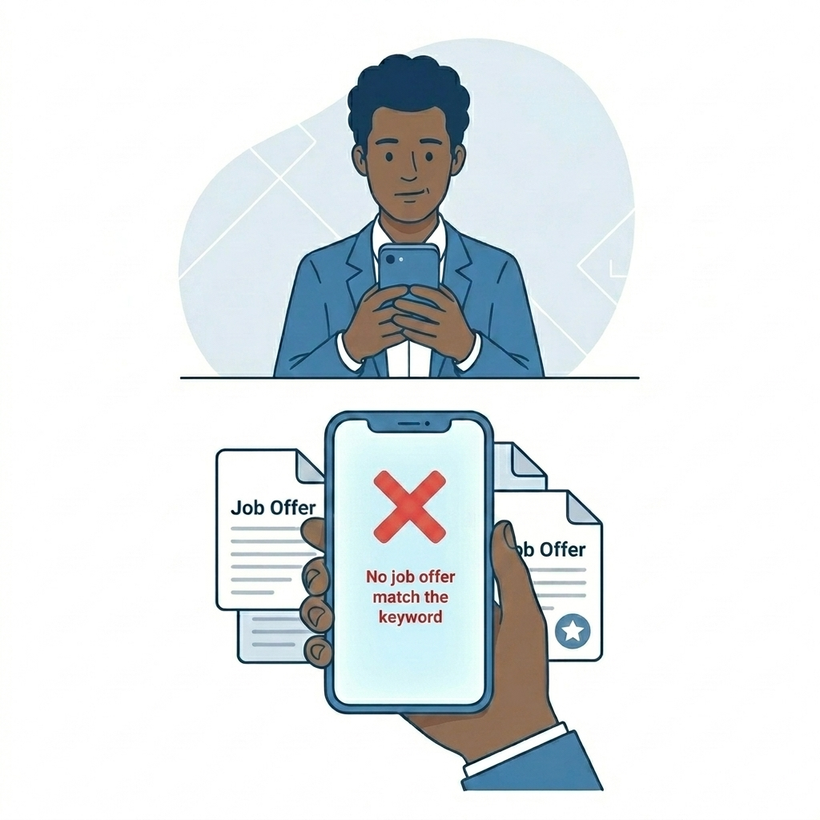 Job Offer
No job offer
match the
keyword
ob Offer